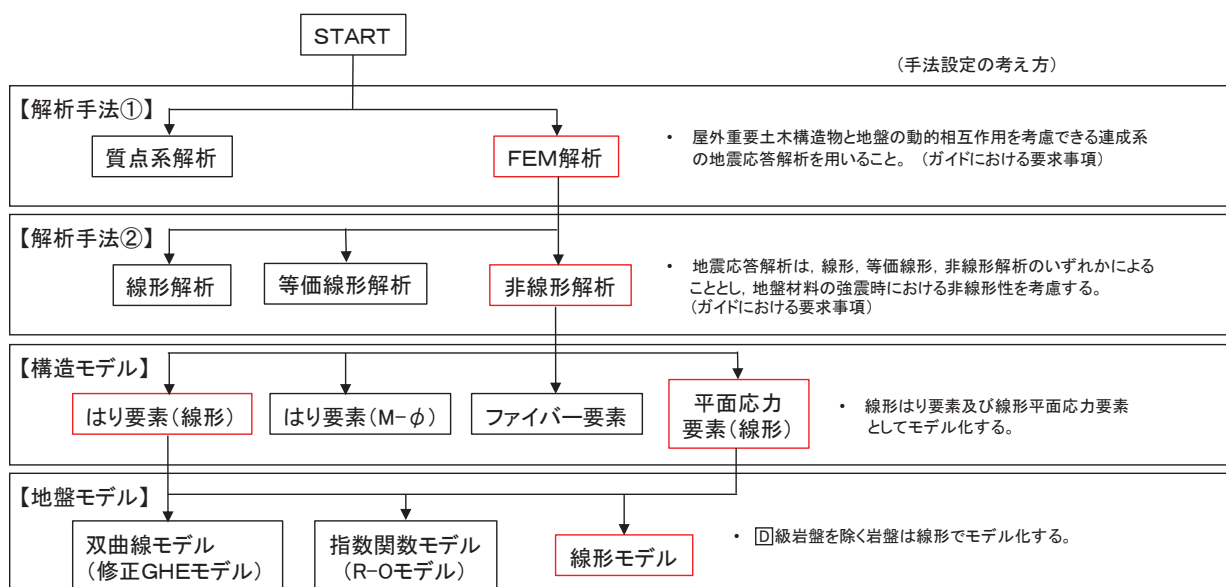 START
(手法設定の考え方)
【解析手法①】
質点系解析
FEM解析
・ 屋外重要土木構造物と地盤の動的相互作用を考慮できる連成系
の地震応答解析を用いること。 (ガイドにおける要求事項)
【解析手法②】
線形解析
等価線形解析
非線形解析
・ 地震応答解析は, 線形, 等価線形, 非線形解析のいずれかによる
こととし, 地盤材料の強震時における非線形性を考慮する。
(ガイドにおける要求事項)
【構造モデル】
はり要素(線形)
はり要素(M-φ)
ファイバー要素
平面応力
要素(線形)
・ 線形はり要素及び線形平面応力要素
としてモデル化する。
【地盤モデル】
双曲線モデル
(修正GHEモデル)
指数関数モデル
(R-Oモデル)
線形モデル
・ D級岩盤を除く岩盤は線形でモデル化する。